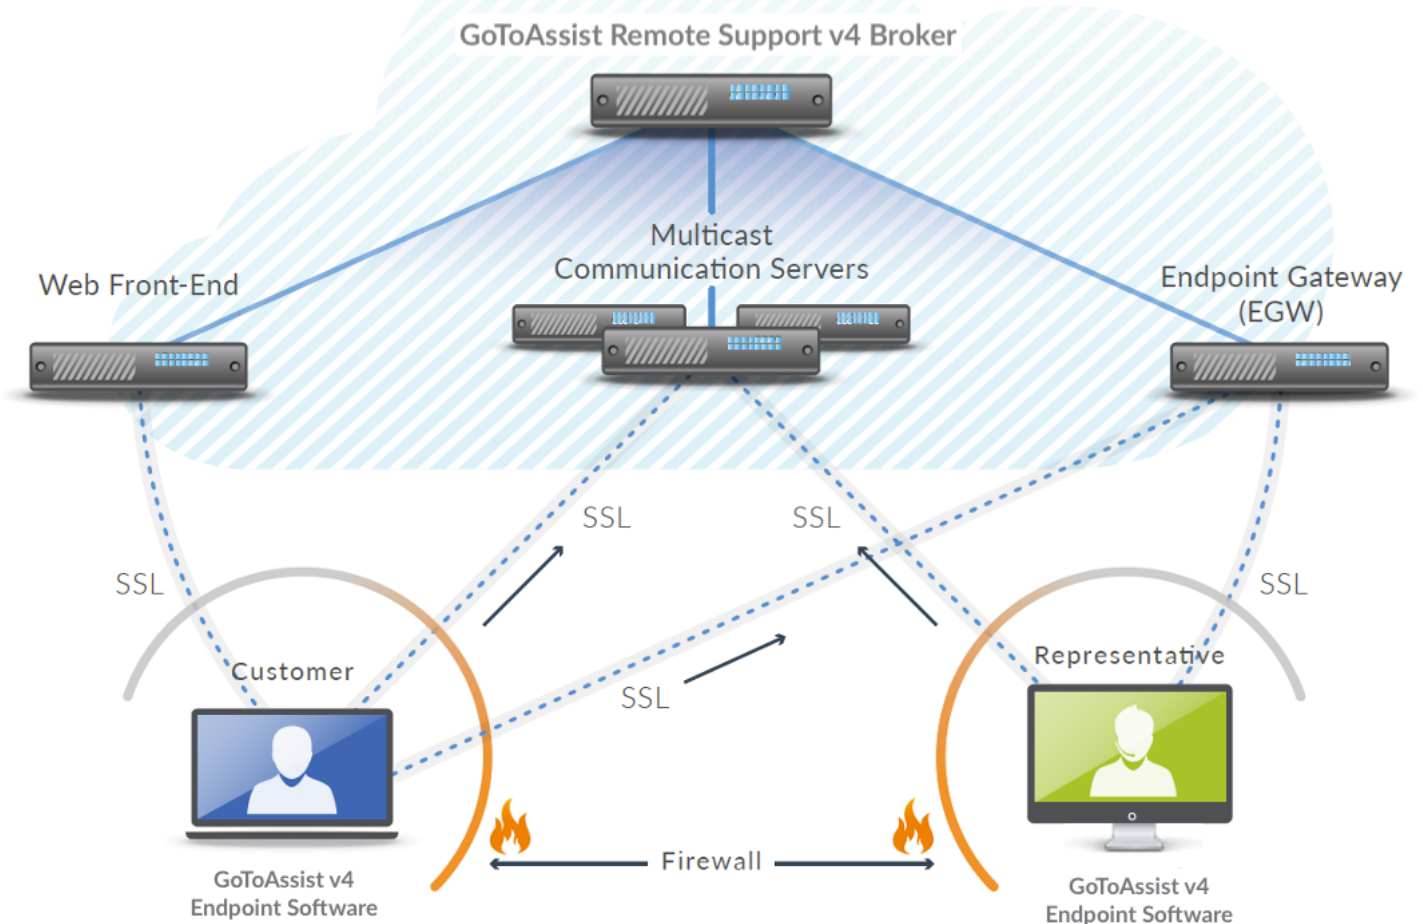 GoToAssist Remote Support v4 Broker
Multicast
Communication Servers
Web Front-End
Endpoint Gateway
(EGW)
SSL
SSL
SSL
SSL
Customer
Representative
SSL
Firewall
GoToAssist v4
Endpoint Software
GoToAssist v4
Endpoint Software